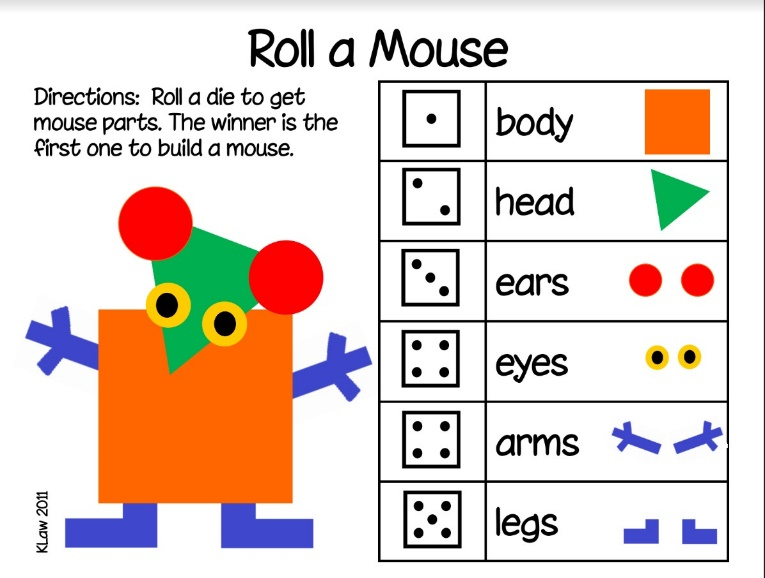 Roll a Mouse
Directions: Roll a die to get
mouse parts. The winner is the
first one to build a mouse.
body
head
ears
eyes
arms
legs
KLaw 2011